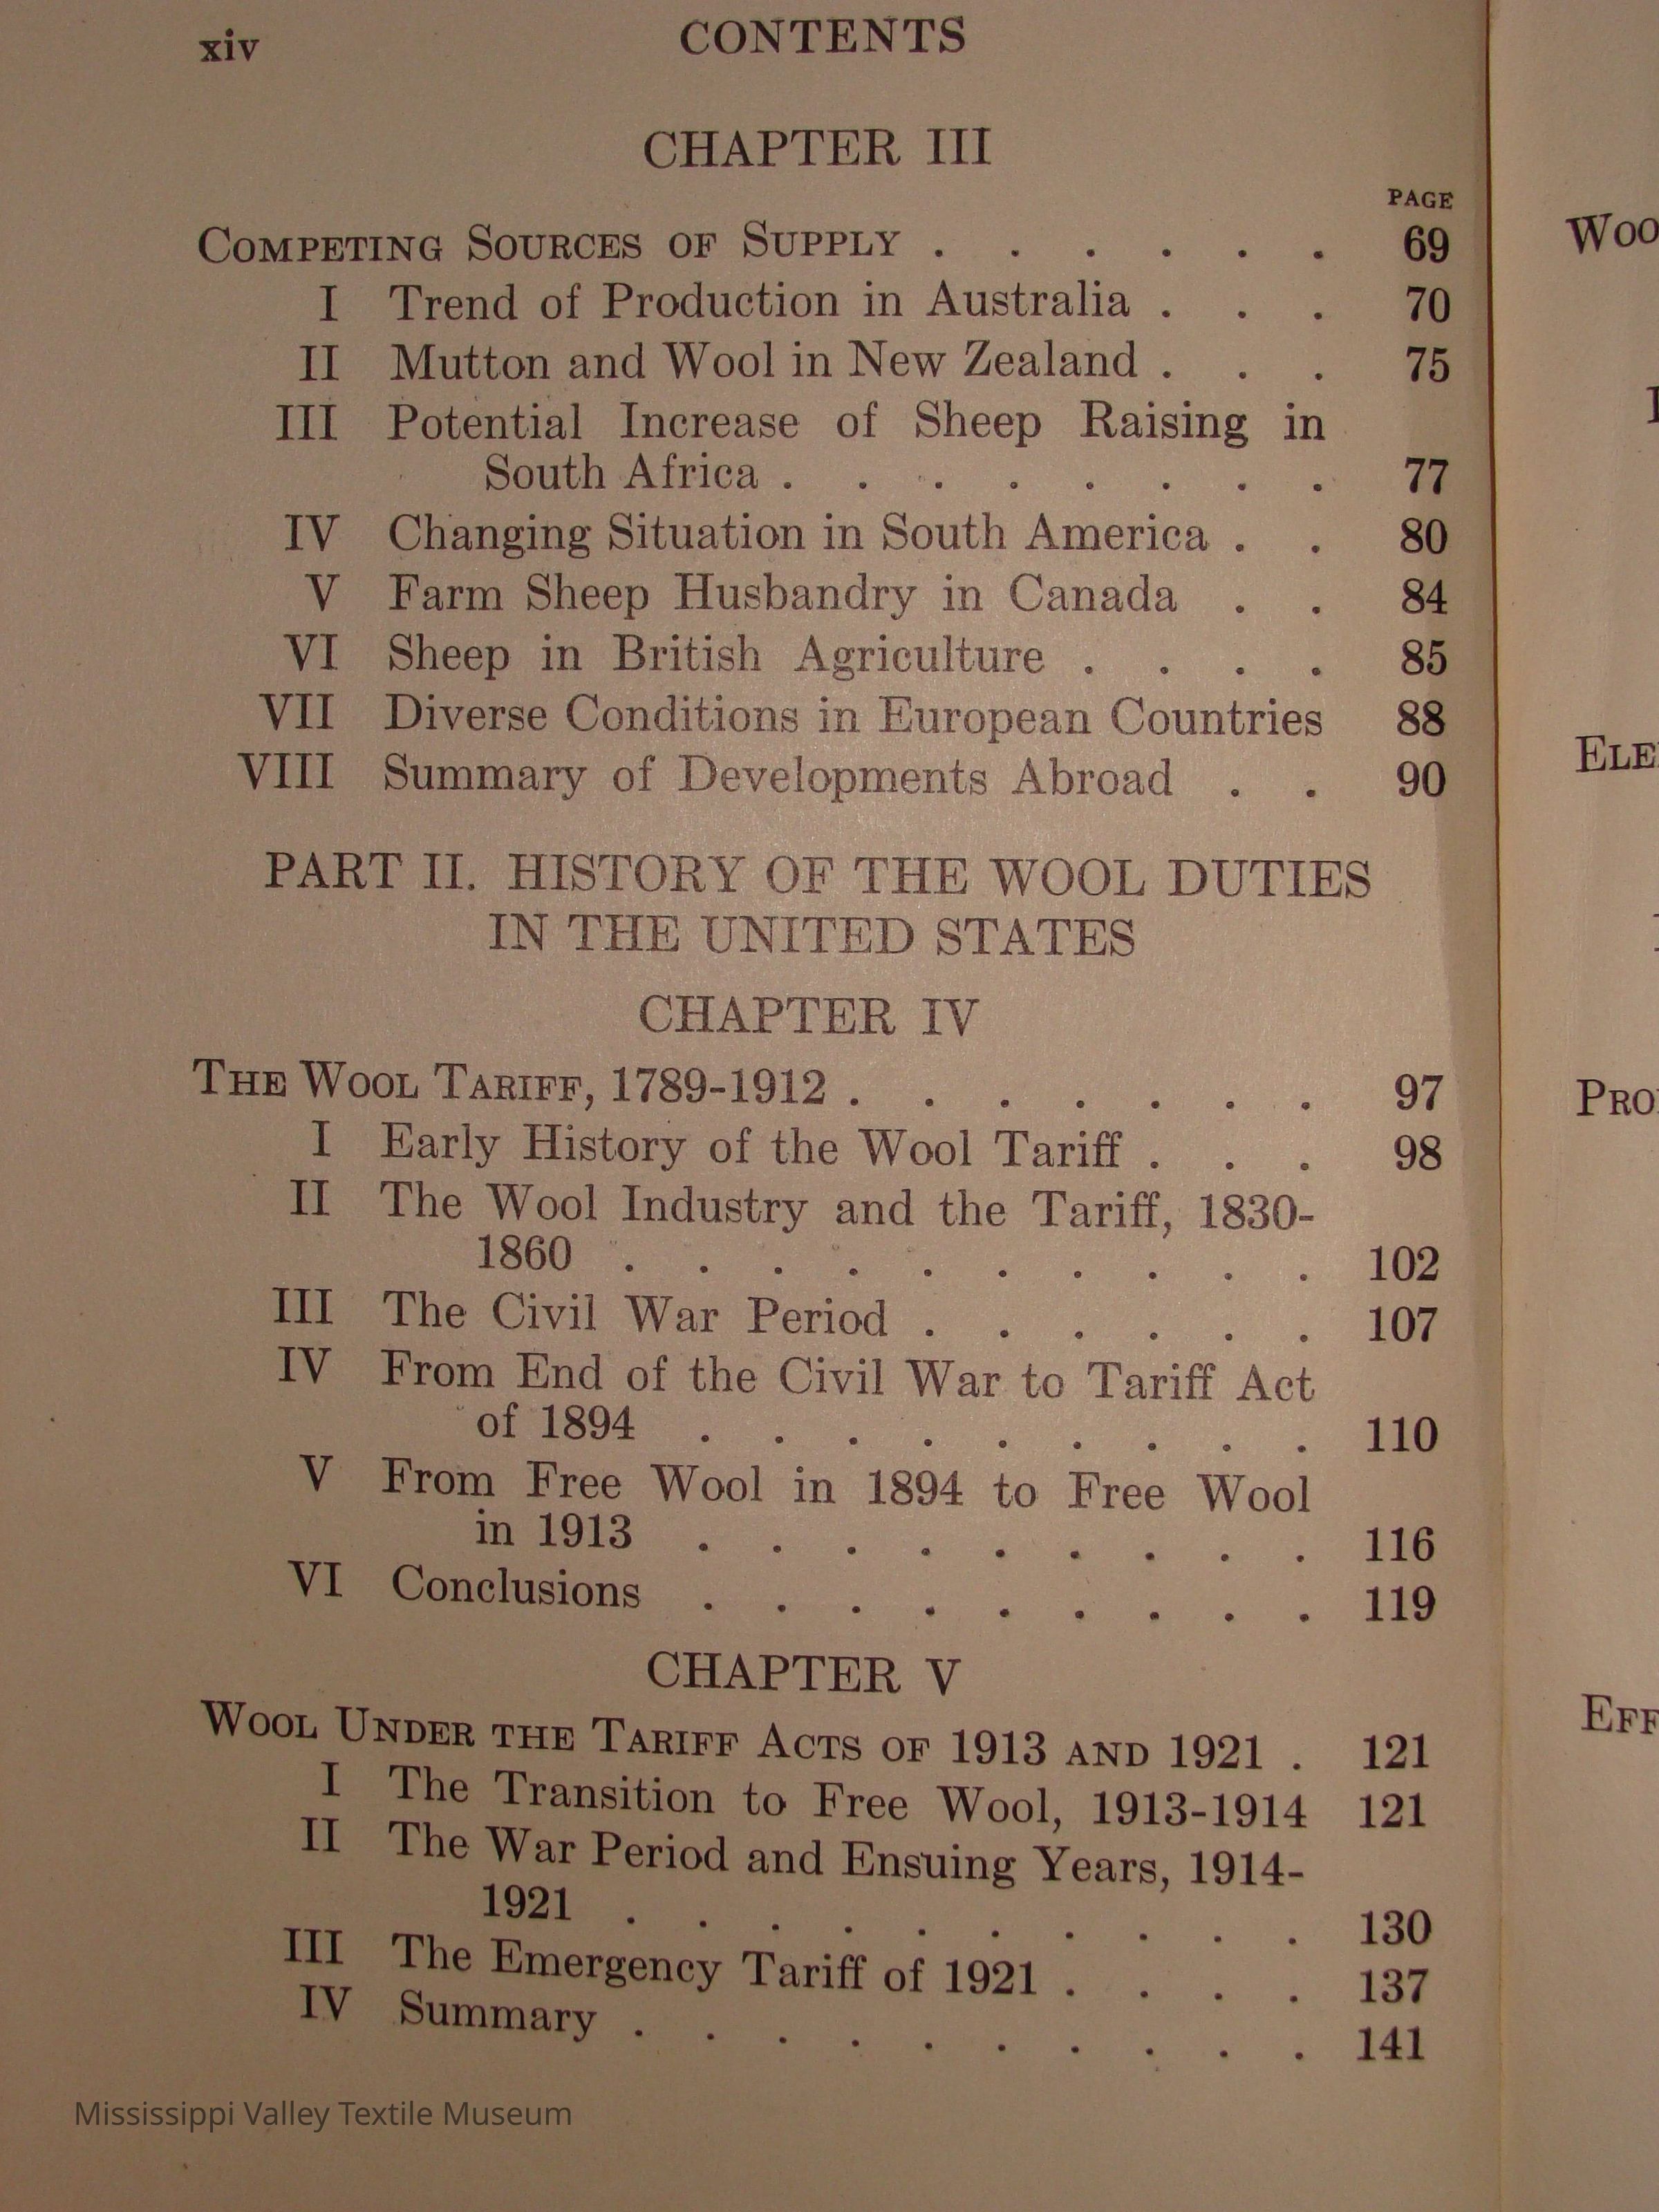 xiv CONTENTS
CHAPTER III
PAGE
COMPETING SOURCES OF SUPPLY . . . . . . 69
I Trend of Production in Australia . . . 70
II Mutton and Wool in New Zealand . . . 75
III Potential Increase of Sheep Raising in
South Africa . . . . . . . . 77
IV Changing Situation in South America . . 80
V Farm Sheep Husbandry in Canada . . 84
VI Sheep in British Agriculture . . . . 85
VII Diverse Conditions in European Countries 88
VIII Summary of Developments Abroad . . 90
PART II. HISTORY OF THE WOOL DUTIES
IN THE UNITED STATES
CHAPTER IV
THE WOOL TARIFF, 1789-1912 . . . . . . . 97
I Early History of the Wool Tariff . . . 98
II The Wool Industry and the Tariff, 1830-
1860 . . . . . . . . . . 102
III The Civil War Period . . . . . . 107
IV From End of the Civil War to Tariff Act
of 1894 . . . . . . . . . 110
V From Free Wool in 1894 to Free Wool
in 1913 . . . . . . . . . 116
VI Conclusions . . . . . . . . . 119
CHAPTER V
WOOL UNDER THE TARIFF ACTS OF 1913 AND 1921 . 121
I The Transition to Free Wool, 1913-1914 121
II The War Period and Ensuing Years, 1914-
1921 . . . . . . . . . . 130
III The Emergency Tariff of 1921 . . . . 137
IV Summary . . . . . . . . . . 141
Mississippi Valley Textile Museum